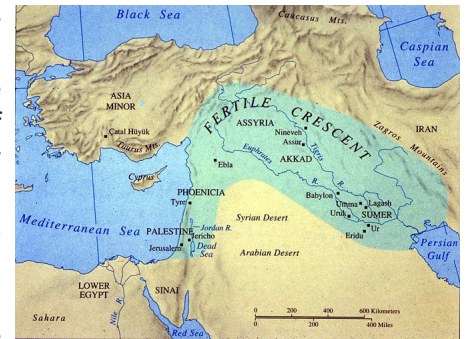 Black Sea
Caucasus Mts.
Caspian
Sea
ASIA
MINOR
FERTILE CRESCENT
ASSYRIA
Nineveh
Assur
Zagros Mountains
IRAN
Çatal Hüyük
Taurus Mts.
Tigris R.
AKKAD
Euphrates R.
Ebla
Cyprus
PHOENICIA
Tyre
Babylon
Umma
Lagash
SUMER
Uruk
Ur
Eridu
Mediterranean Sea
Syrian Desert
PALESTINE
Jordan R.
Jericho
Jerusalem
Dead
Sea
Arabian Desert
Persian
Gulf
LOWER
EGYPT
SINAI
Nile R.
Sahara
Red Sea
0 200 400 600 Kilometers
0 200 400 Miles